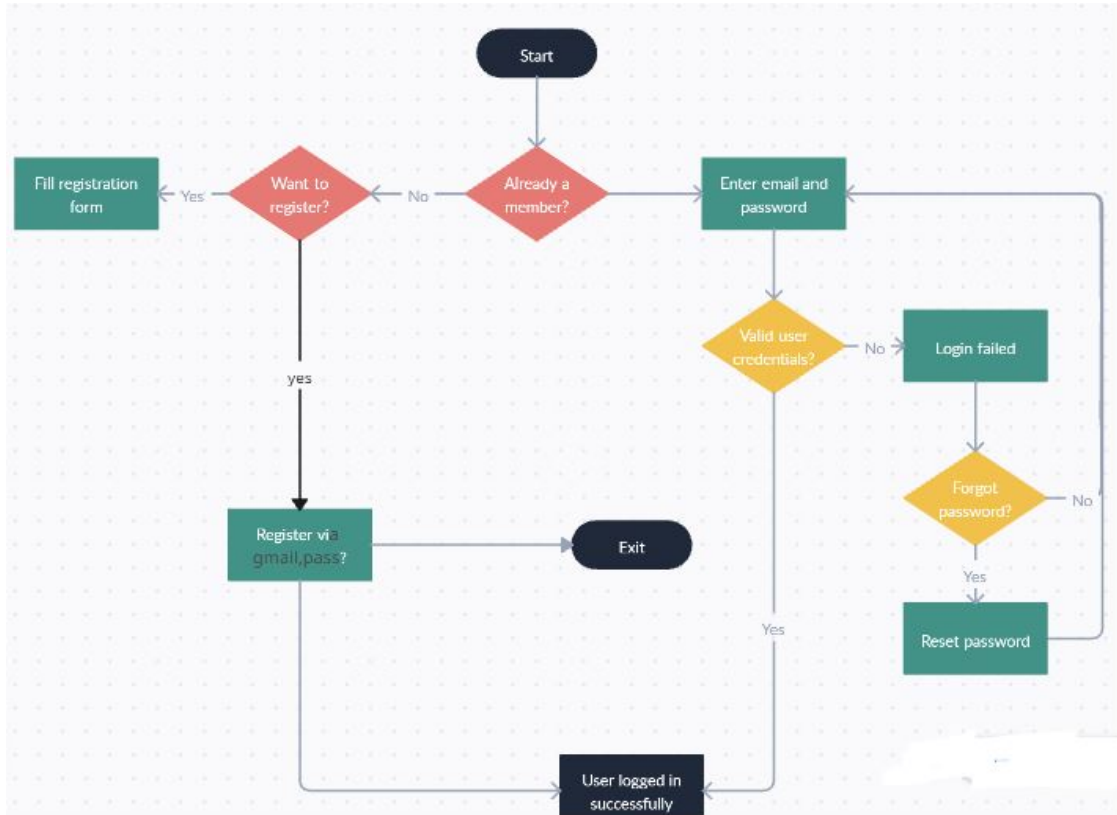 Start
Fill registration
form
Yes
Want to
register?
No
Already a
member?
Enter email and
password
Valid user
credentials?
No
Login failed
yes
Forgot
password?
No
Register via
gmail,pass?
Exit
Yes
Yes
Reset password
User logged in
successfully